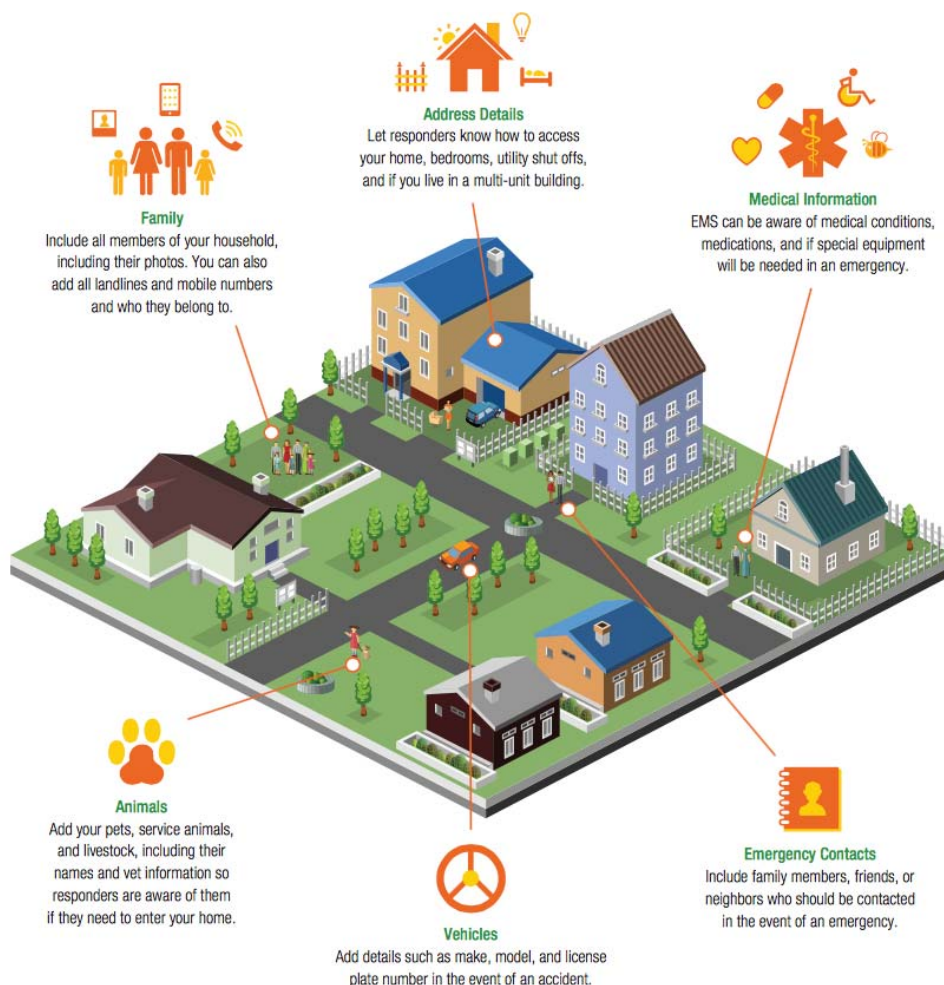 Address Details
Let responders know how to access
your home, bedrooms, utility shut offs,
and if you live in a multi-unit building.
Family
Include all members of your household,
including their photos. You can also
add all landlines and mobile numbers
and who they belong to.
Medical Information
EMS can be aware of medical conditions,
medications, and if special equipment
will be needed in an emergency.
Animals
Add your pets, service animals,
and livestock, including their
names and vet information so
responders are aware of them
if they need to enter your home.
Vehicles
Add details such as make, model, and license
plate number in the event of an accident.
Emergency Contacts
Include family members, friends, or
neighbors who should be contacted
in the event of an emergency.